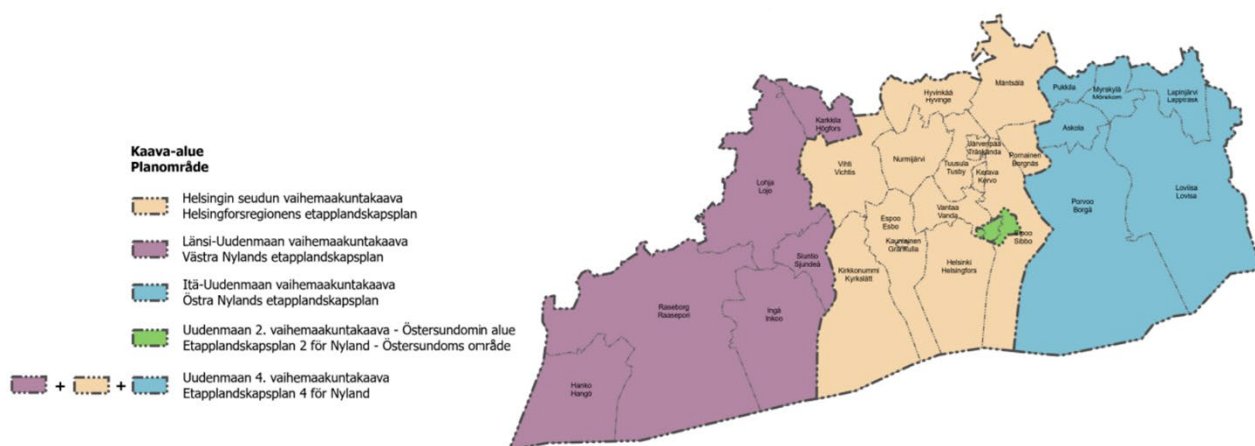 Kaava-alue
Planområde
Helsingin seudun vaihemaakuntakaava
Helsingforsregionens etapplandskapsplan
Länsi-Uudenmaan vaihemaakuntakaava
Västra Nylands etapplandskapsplan
Itä-Uudenmaan vaihemaakuntakaava
Östra Nylands etapplandskapsplan
Uudenmaan 2. vaihemaakuntakaava - Östersundomin alue
Etapplandskapsplan 2 för Nyland - Östersundoms område
+ +
Uudenmaan 4. vaihemaakuntakaava
Etapplandskapsplan 4 för Nyland
Mäntsälä
Hyvinkää
Hyvinge
Pukkila
Myrskylä
Mörskom
Lapinjärvi
Lappträsk
Karkkila
Högfors
Askola
Järvenpää
Träskända
Pornainen
Borgnäs
Vihti
Vichtis
Nurmijärvi
Tuusula
Tusby
Kerava
Kervo
Lohja
Lojo
Loviisa
Lovisa
Porvoo
Borgå
Vantaa
Vanda
Espoo
Esbo
Sibbo
Kauniainen
Grankulla
Siuntio
Sjundeå
Kirkkonummi
Kyrkslätt
Helsinki
Helsingfors
Raseborg
Raasepori
Ingå
Inkoo
Hanko
Hangö